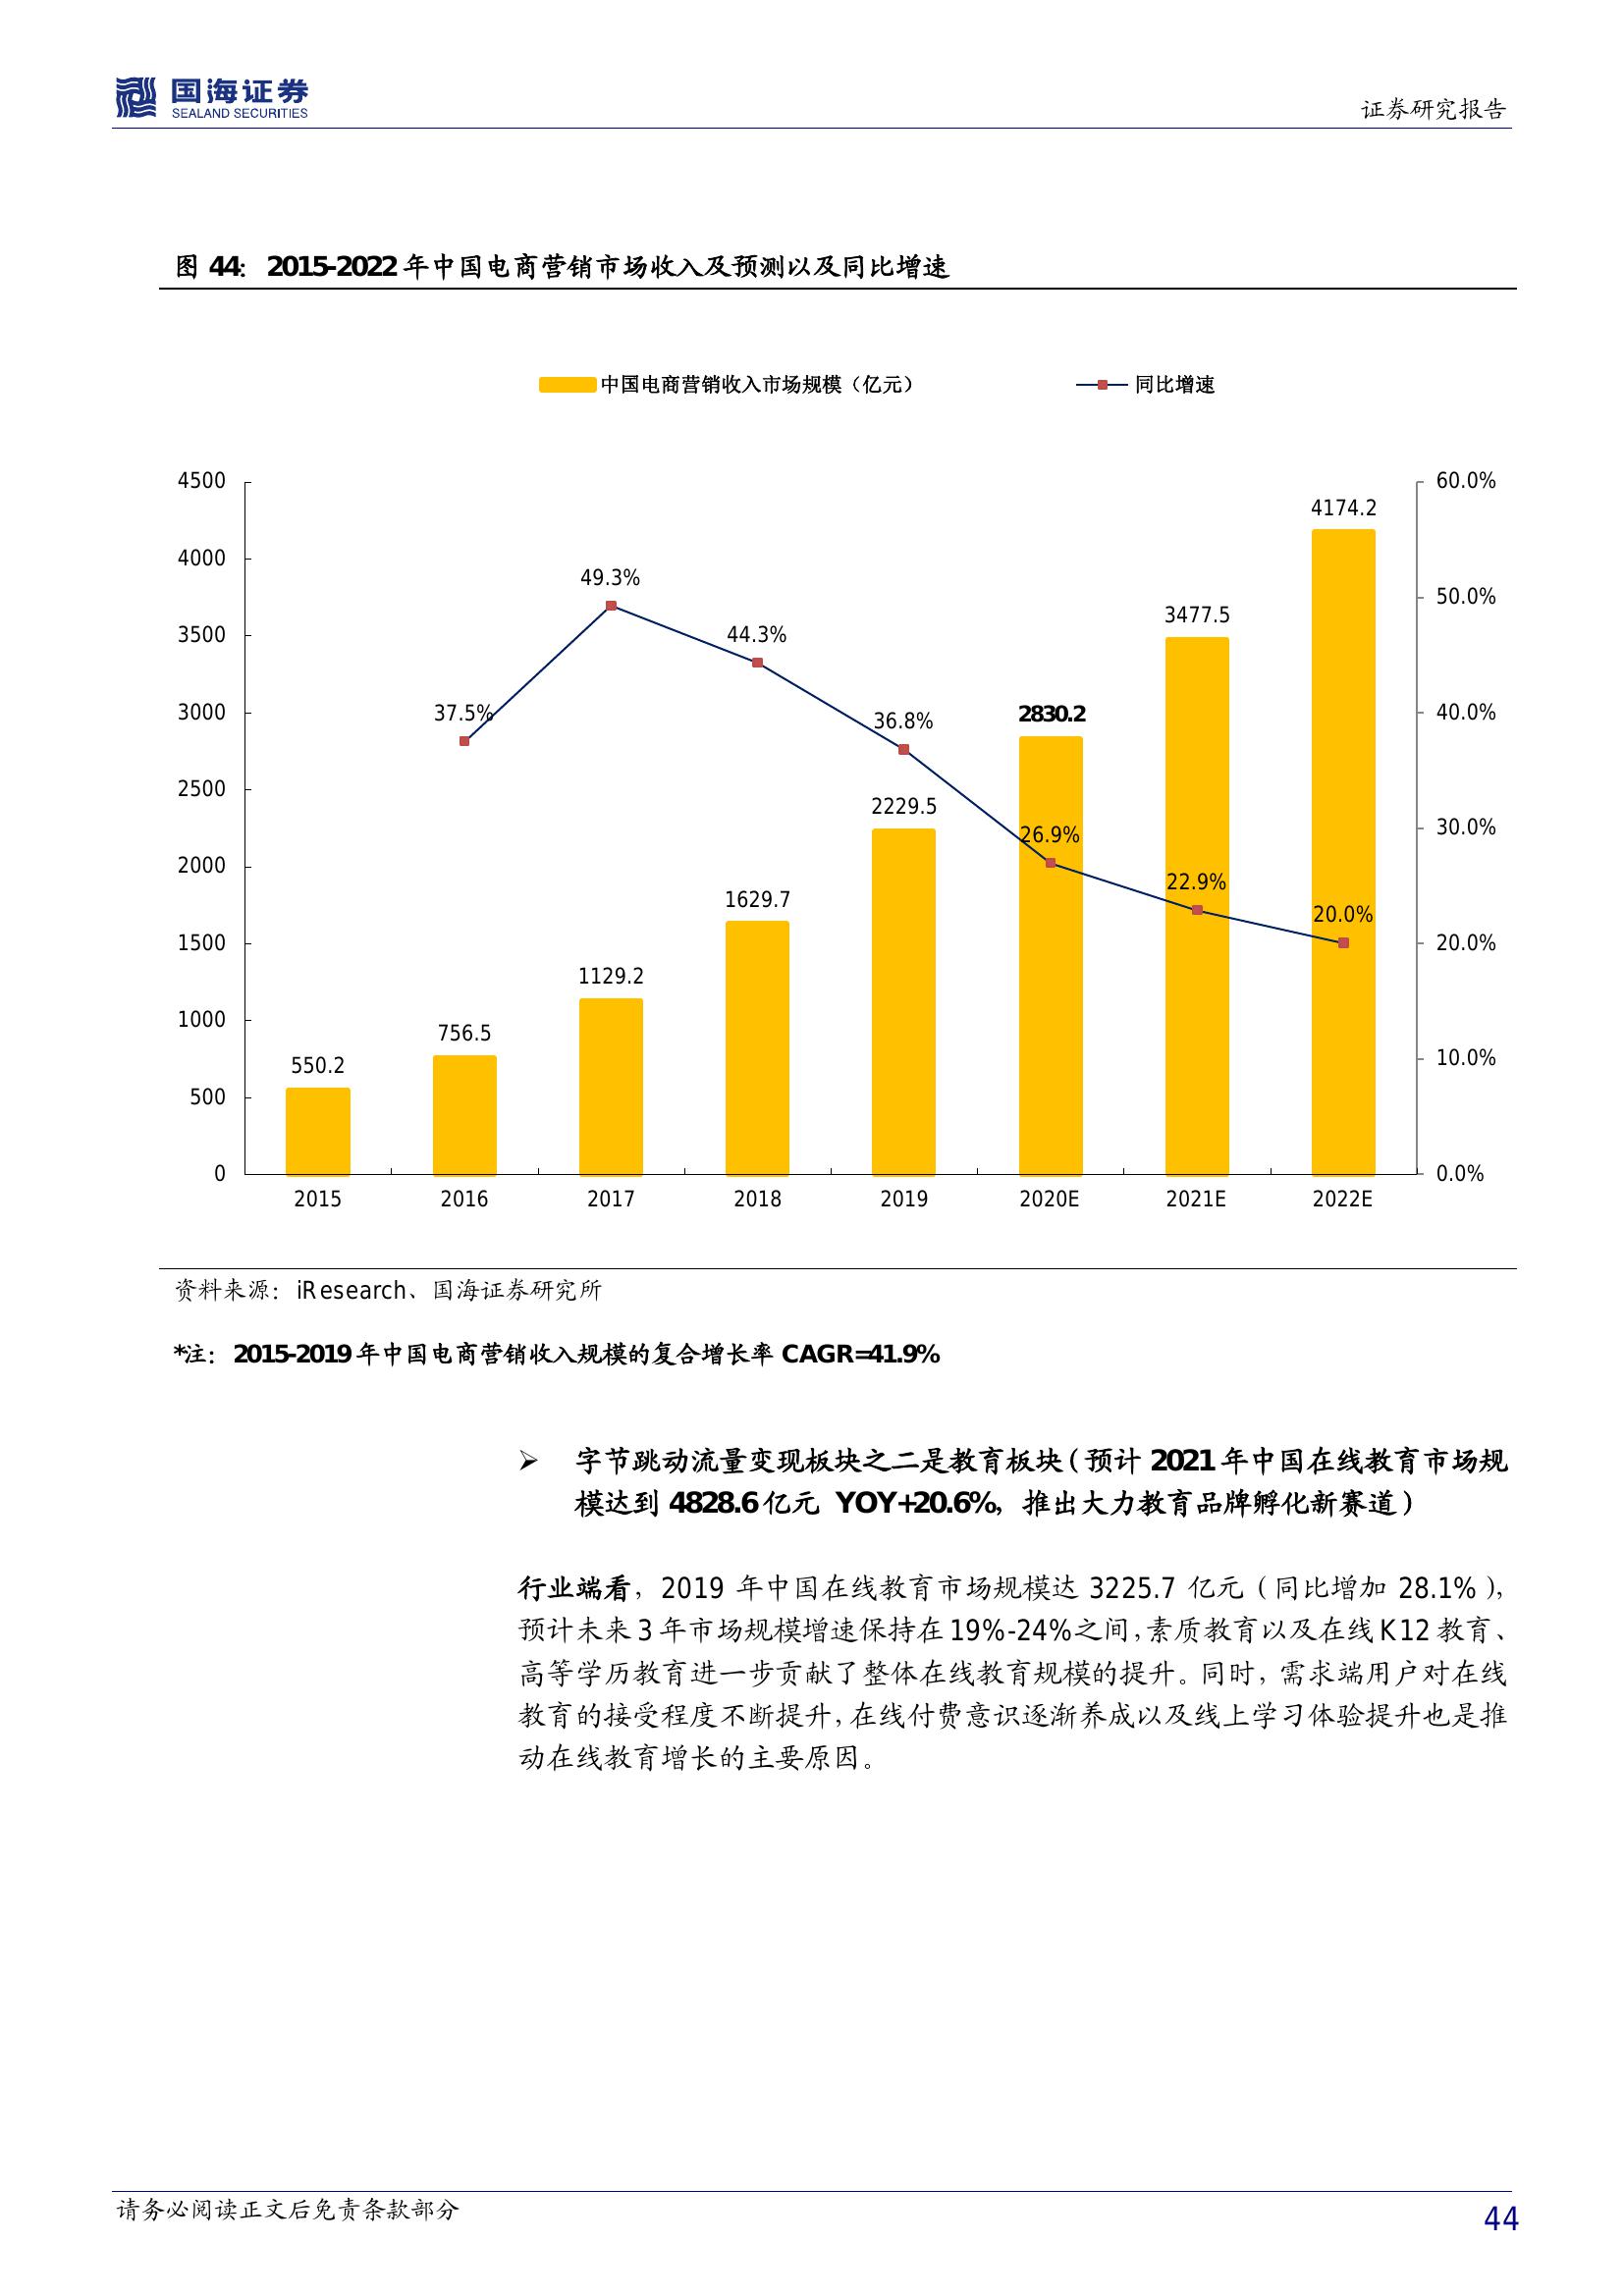 国海证券
SEALAND SECURITIES
证券研究报告
图 44：2015-2022 年中国电商营销市场收入及预测以及同比增速
中国电商营销收入市场规模（亿元） 同比增速
4500
4000
3500
3000
2500
2000
1500
1000
500
0
60.0%
50.0%
40.0%
30.0%
20.0%
10.0%
0.0%
550.2
756.5
1129.2
1629.7
2229.5
2830.2
3477.5
4174.2
37.5%
49.3%
44.3%
36.8%
26.9%
22.9%
20.0%
2015 2016 2017 2018 2019 2020E 2021E 2022E
资料来源：iResearch、国海证券研究所
*注：2015-2019 年中国电商营销收入规模的复合增长率 CAGR=41.9%
➢ 字节跳动流量变现板块之二是教育板块（预计 2021 年中国在线教育市场规
模达到 4828.6 亿元 YOY+20.6%，推出大力教育品牌孵化新赛道）
行业端看，2019 年中国在线教育市场规模达 3225.7 亿元（同比增加 28.1%），
预计未来 3 年市场规模增速保持在 19%-24%之间，素质教育以及在线 K12 教育、
高等学历教育进一步贡献了整体在线教育规模的提升。同时，需求端用户对在线
教育的接受程度不断提升，在线付费意识逐渐养成以及线上学习体验提升也是推
动在线教育增长的主要原因。
请务必阅读正文后免责条款部分
44